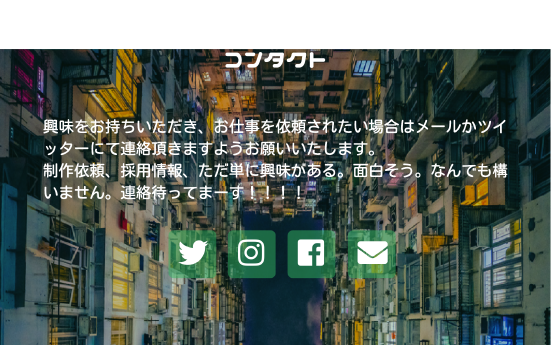 コンタクト
興味をお持ちいただき、お仕事を依頼されたい場合はメールかツイ
ッターにて連絡頂きますようお願いいたします。
制作依頼、採用情報、ただ単に興味がある。面白そう。なんでも構
いません。連絡待ってまーす！！！！